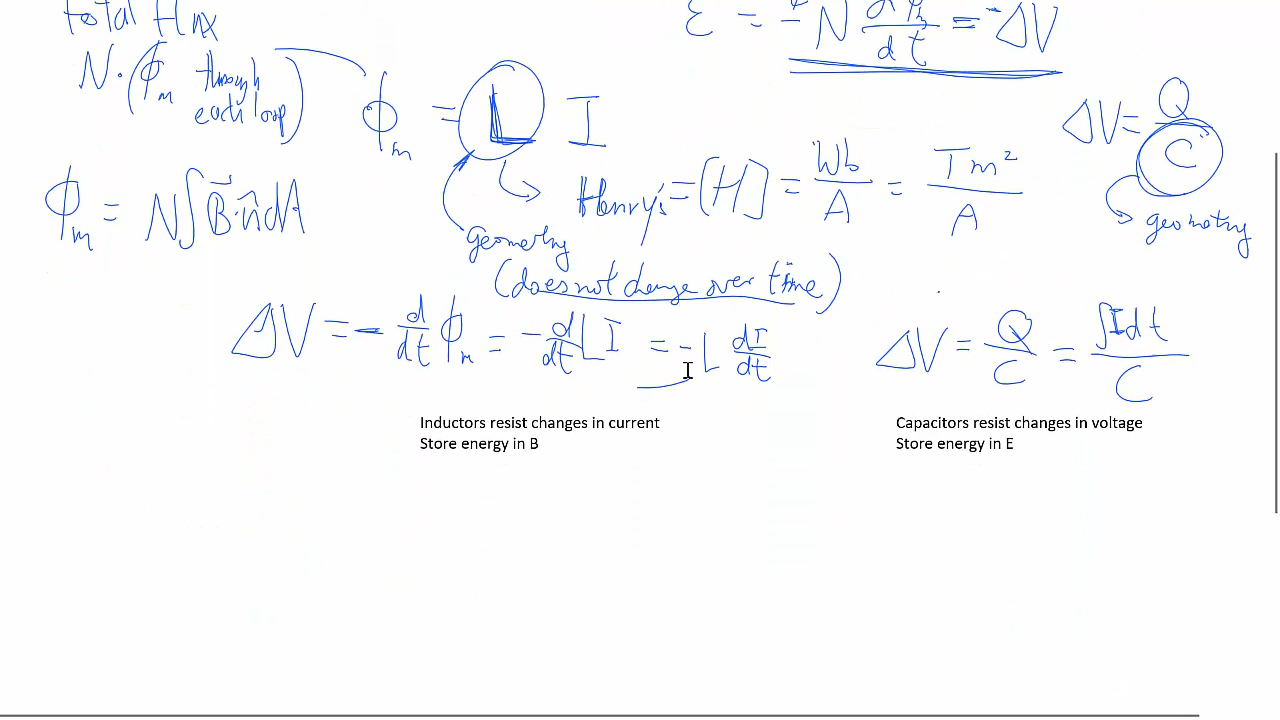 total flux
ε = - N dϕm/dt = -ΔV
N·(ϕm through each loop)
ϕm = L I
ΔV = Q/C
geometry
Henry's = [H] = Wb/A = Tm²/A
ϕm = N∫B⃗·n̂dA
geometry
(does not change over time)
ΔV = - d/dt ϕm = - d/dt L I = - L dI/dt
ΔV = Q/C = ∫Idt/C
Inductors resist changes in current
Store energy in B
Capacitors resist changes in voltage
Store energy in E